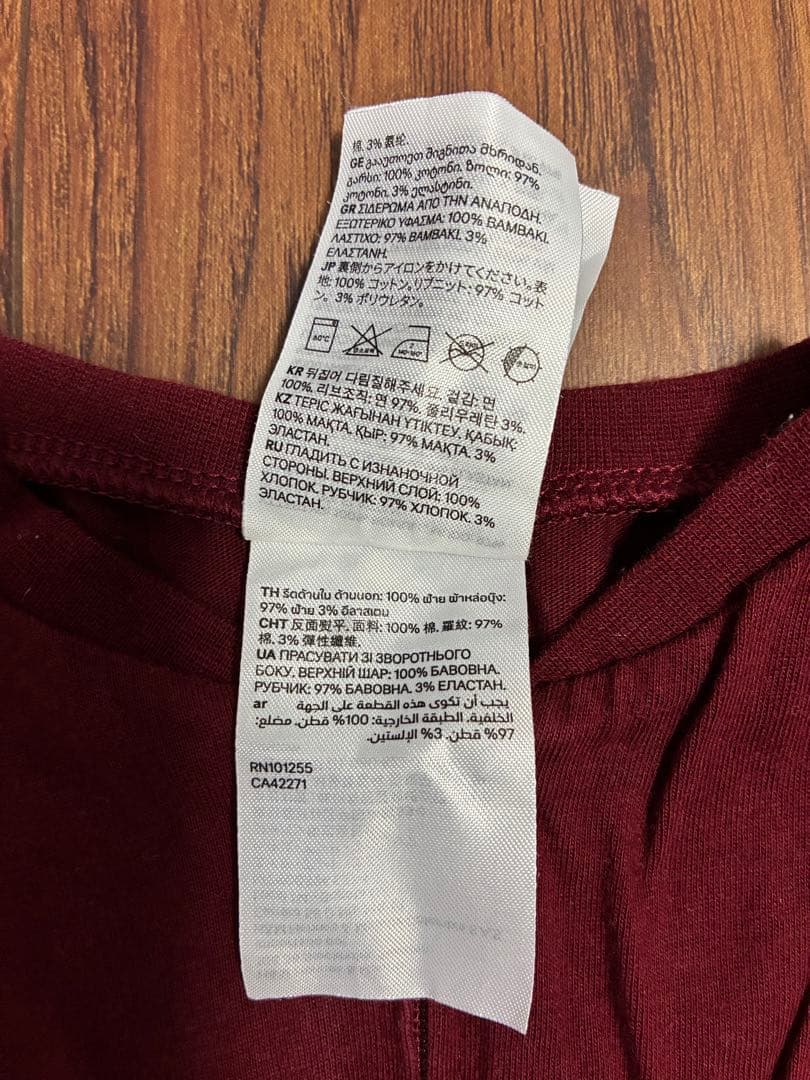 棉. 3% 氨纶.
GE გააუთოეთ შიგნითა მხრიდან.
გარსი: 100% კოტონი. ზოლი: 97%
კოტონი. 3% ელასტინი.
GR ΣΙΔΕΡΩΜΑ ΑΠΟ ΤΗΝ ΑΝΑΠΟΔΗ.
ΕΞΩΤΕΡΙΚΟ ΥΦΑΣΜΑ: 100% ΒΑΜΒΑΚΙ.
ΛΑΣΤΙΧΟ: 97% ΒΑΜΒΑΚΙ. 3%
ΕΛΑΣΤΑΝΗ.
JP 裏側からアイロンをかけてください。表
地: 100% コットン。リブニット: 97% コット
ン。3% ポリウレタン。
60℃
KR 뒤집어 다림질해주세요. 겉감: 면
100%. 리브조직: 면 97%. 폴리우레탄 3%.
KZ ТЕРІС ЖАҒЫНАН ҮТІКТЕУ. ҚАБЫҚ:
100% МАҚТА. ҚЫР: 97% МАҚТА. 3%
ЭЛАСТАН.
RU ГЛАДИТЬ С ИЗНАНОЧНОЙ
СТОРОНЫ. ВЕРХНИЙ СЛОЙ: 100%
ХЛОПОК. РУБЧИК: 97% ХЛОПОК. 3%
ЭЛАСТАН.
TH รีดด้านใน ด้านนอก: 100% ฝ้าย ผ้าหล่อบุ๊ง:
97% ฝ้าย 3% อีลาสเตน
CHT 反面熨平. 面料: 100% 棉. 羅紋: 97%
棉. 3% 彈性纖維.
UA ПРАСУВАТИ ЗІ ЗВОРОТНЬОГО
БОКУ. ВЕРХНІЙ ШАР: 100% БАВОВНА.
РУБЧИК: 97% БАВОВНА. 3% ЕЛАСТАН.
ar يجب أن تكوى هذه القطعة على الجهة
الخلفية. الطبقة الخارجية: 100% قطن. مضلع:
97% قطن. 3% الإلستين.
RN101255
CA42271